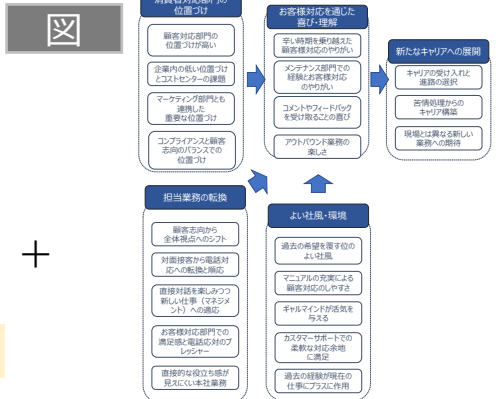 図
消費者対応部門の
位置づけ
顧客対応部門の
位置づけが高い
企業内の低い位置づけ
とコストセンターの課題
マーケティング部門とも
連携した
重要な位置づけ
コンプライアンスと顧客
志向のバランスでの
位置づけ
お客様対応を通じた
喜び・理解
辛い時期を乗り越えた
顧客様対応のやりがい
メンテナンス部門での
経験とお客様対応
のやりがい
コメントやフィードバック
を受け取ることの喜び
アウトバウンド業務の
楽しさ
新たなキャリアへの展開
キャリアの受け入れと
進路の選択
苦情処理からの
キャリア構築
現場とは異なる新しい
業務への期待
担当業務の転換
顧客志向から
全体視点へのシフト
対面接客から電話対
応への転換と順応
直接対話を楽しみつつ
新しい仕事（マネジメ
ント）への適応
お客様対応部門での
満足感と電話応対のプ
レッシャー
直接的な役立ち感が
見えにくい本社業務
よい社風・環境
過去の希望を覆す位の
よい社風
マニュアルの充実による
顧客対応のしやすさ
ギャルマインドが活気を
与える
カスタマーサポートでの
柔軟な対応余地
に満足
過去の経験が現在の
仕事にプラスに作用